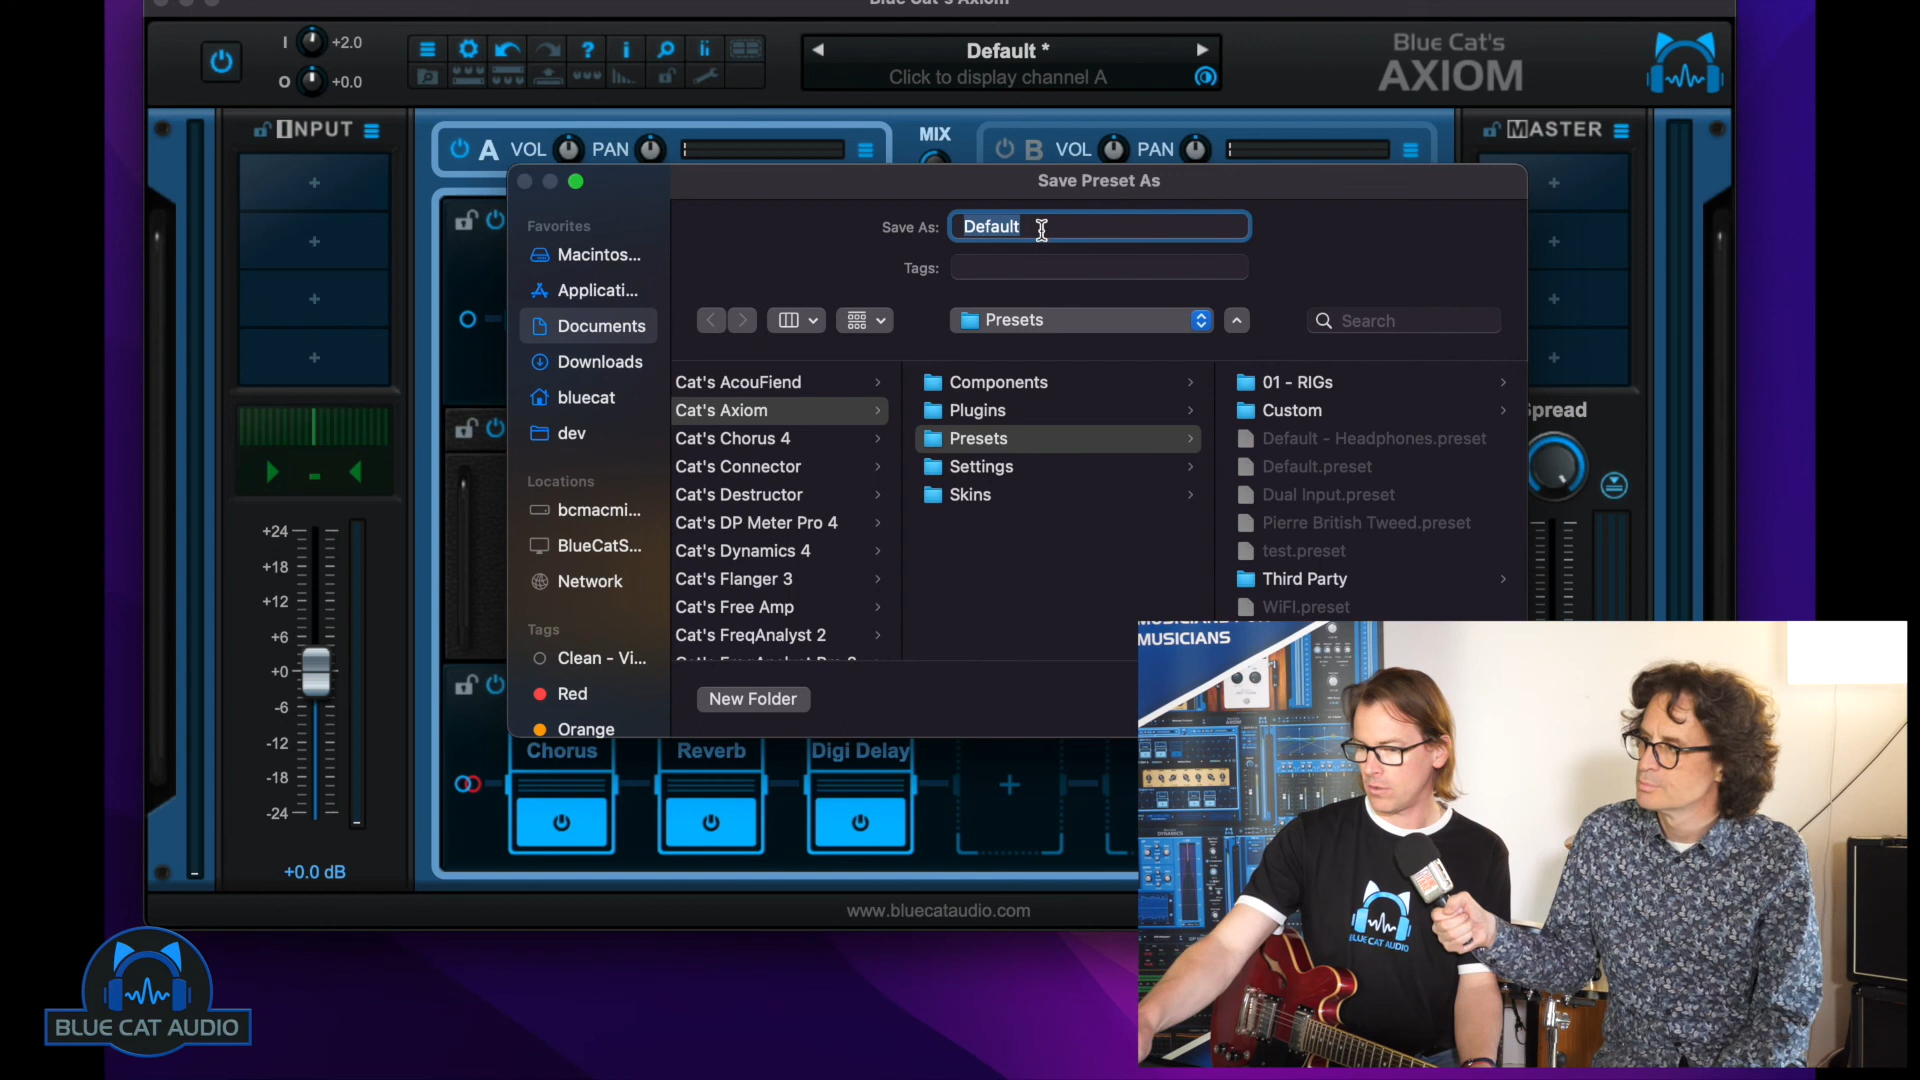 Blue Cat's Axiom
I +2.0
O +0.0
Default *
Click to display channel A
Blue Cat's
AXIOM
INPUT
A VOL PAN
MIX
B VOL PAN
MASTER
Save Preset As
Save As: Default
Tags:
Presets
Search
Favorites
Macintos...
Applicati...
Documents
Downloads
bluecat
dev
Locations
bcmacmi...
BlueCatS...
Network
Tags
Clean - Vi...
Red
Orange
Cat's AcouFiend
Cat's Axiom
Cat's Chorus 4
Cat's Connector
Cat's Destructor
Cat's DP Meter Pro 4
Cat's Dynamics 4
Cat's Flanger 3
Cat's Free Amp
Cat's FreqAnalyst 2
Components
Plugins
Presets
Settings
Skins
01 - RIGs
Custom
Default - Headphones.preset
Default.preset
Dual Input.preset
Pierre British Tweed.preset
test.preset
Third Party
WiFI.preset
New Folder
Spread
+24
+18
+12
+6
+0
-6
-12
-18
-24
+0.0 dB
Chorus
Reverb
Digi Delay
www.bluecataudio.com
MUSICIANS
AXIOM
DYNAMICS
BLUE CAT AUDIO
BLUE CAT AUDIO